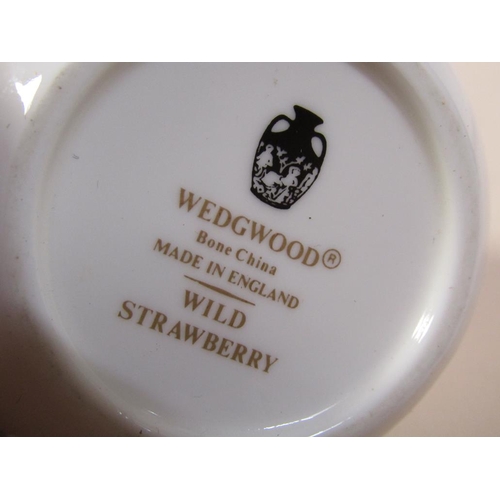 WEDGWOOD®
Bone China
MADE IN ENGLAND
WILD
STRAWBERRY